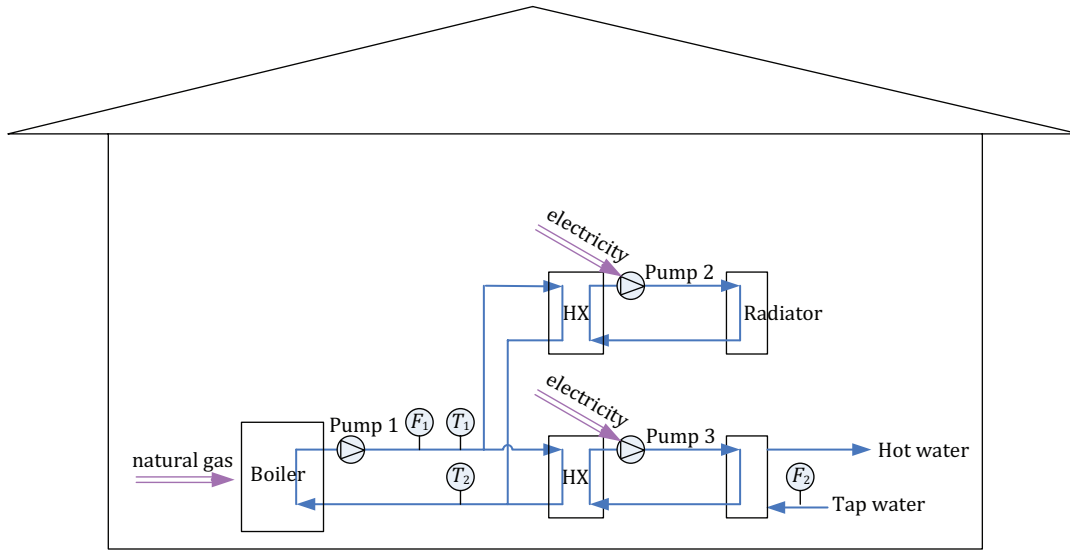 electricity
Pump 2
HX
Radiator
electricity
Pump 1
F1
T1
Pump 3
natural gas
Boiler
T2
HX
F2
Hot water
Tap water